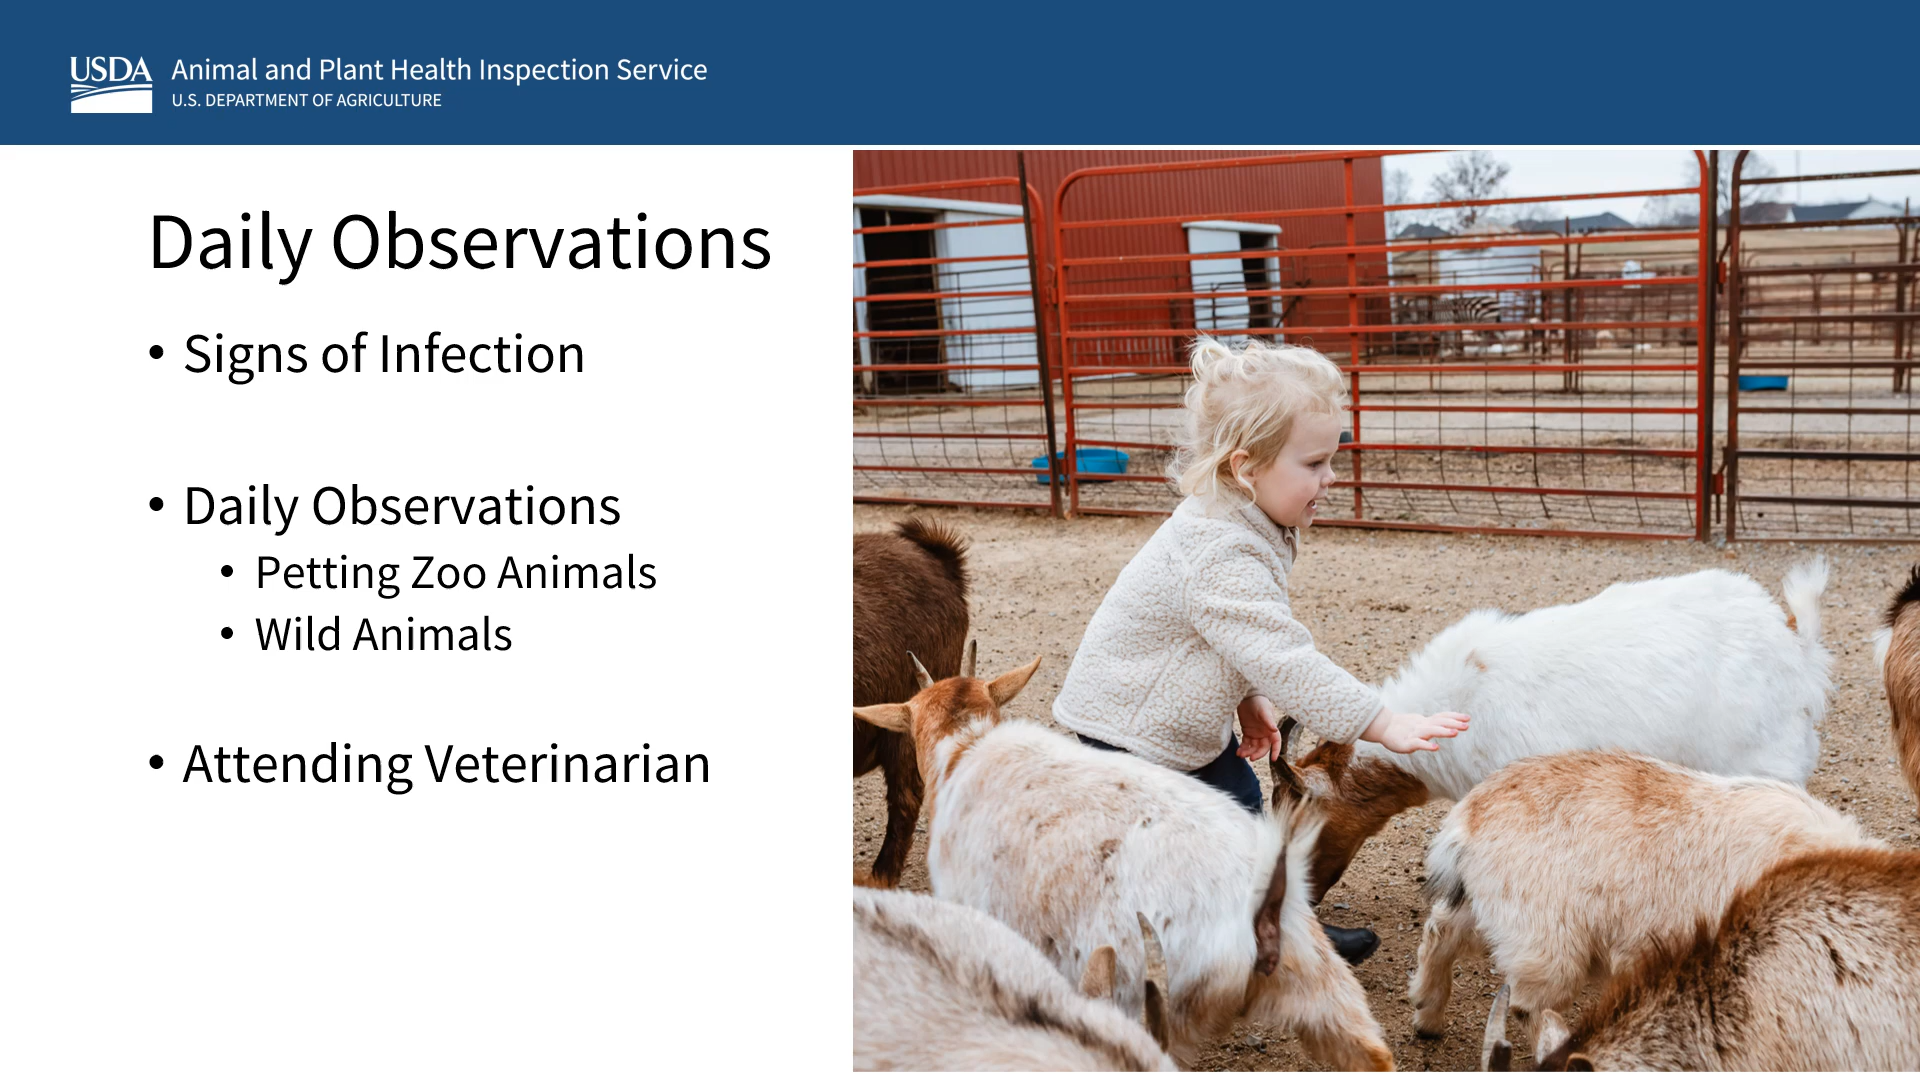 USDA
Animal and Plant Health Inspection Service
U.S. DEPARTMENT OF AGRICULTURE
Daily Observations
• Signs of Infection
• Daily Observations
• Petting Zoo Animals
• Wild Animals
• Attending Veterinarian